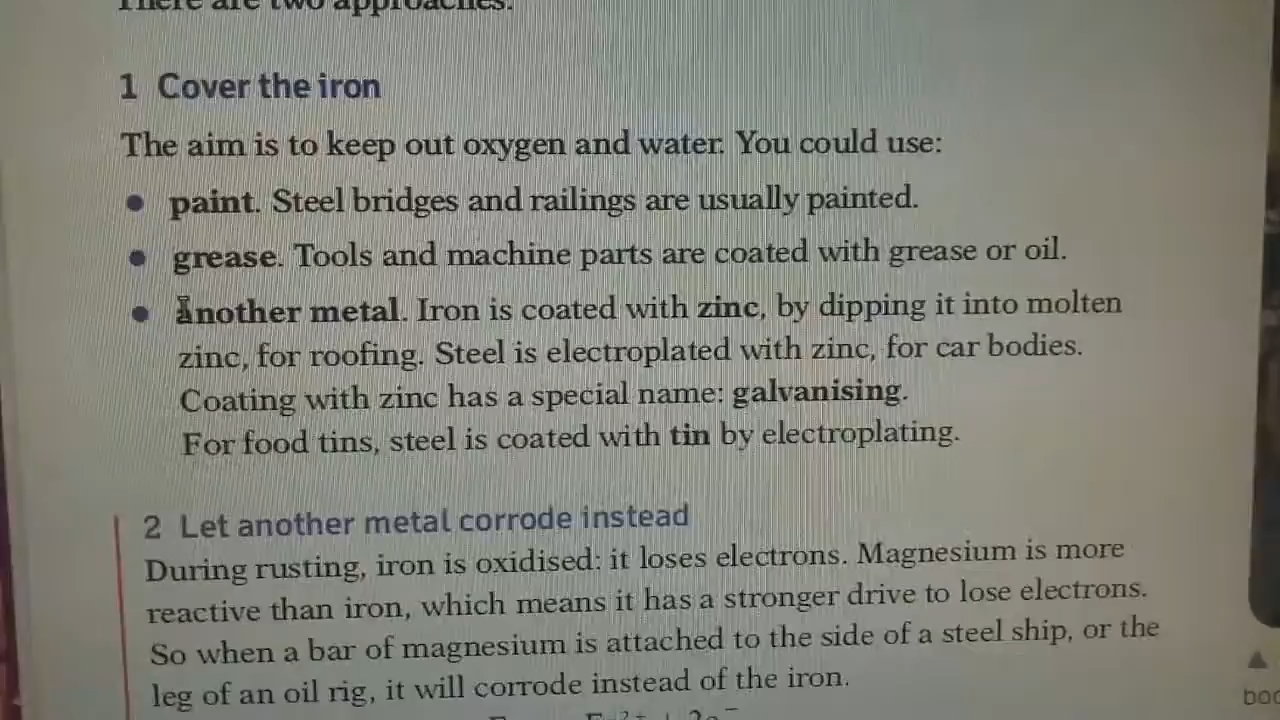 There are two approaches.
1 Cover the iron
The aim is to keep out oxygen and water. You could use:
• paint. Steel bridges and railings are usually painted.
• grease. Tools and machine parts are coated with grease or oil.
• Another metal. Iron is coated with zinc, by dipping it into molten
zinc, for roofing. Steel is electroplated with zinc, for car bodies.
Coating with zinc has a special name: galvanising.
For food tins, steel is coated with tin by electroplating.
2 Let another metal corrode instead
During rusting, iron is oxidised: it loses electrons. Magnesium is more
reactive than iron, which means it has a stronger drive to lose electrons.
So when a bar of magnesium is attached to the side of a steel ship, or the
leg of an oil rig, it will corrode instead of the iron.